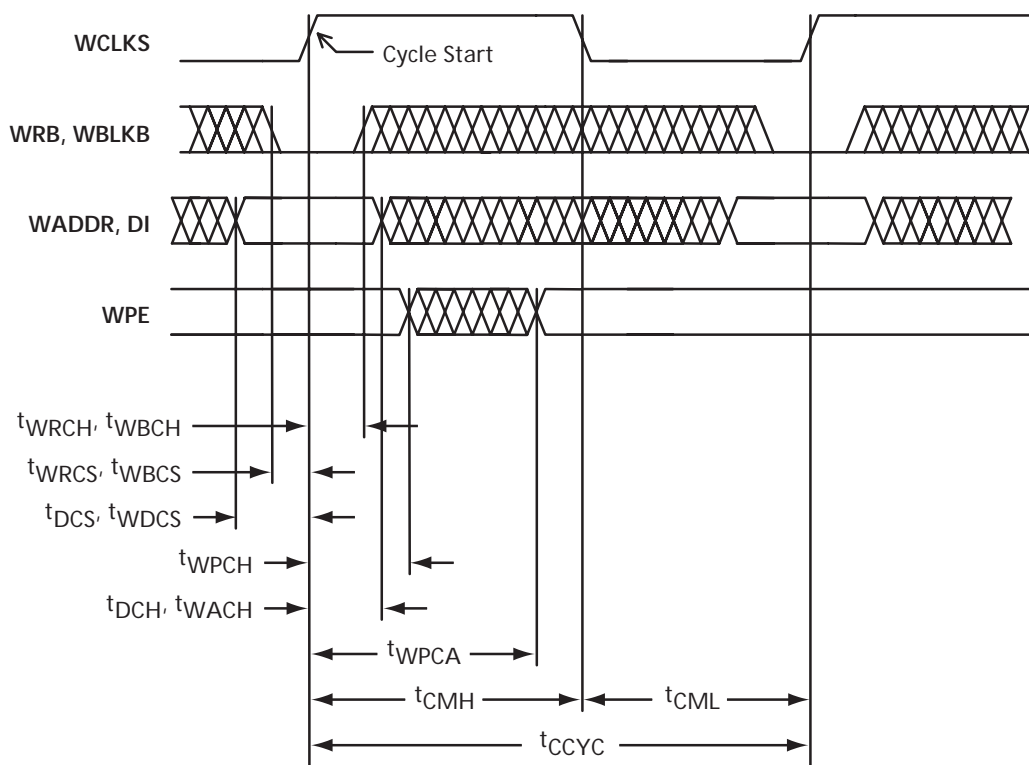 WCLKS
Cycle Start
WRB, WBLKB
WADDR, DI
WPE
tWRCH, tWBCH
tWRCS, tWBCS
tDCS, tWDCS
tWPCH
tDCH, tWACH
tWPCA
tCMH
tCML
tCCYC